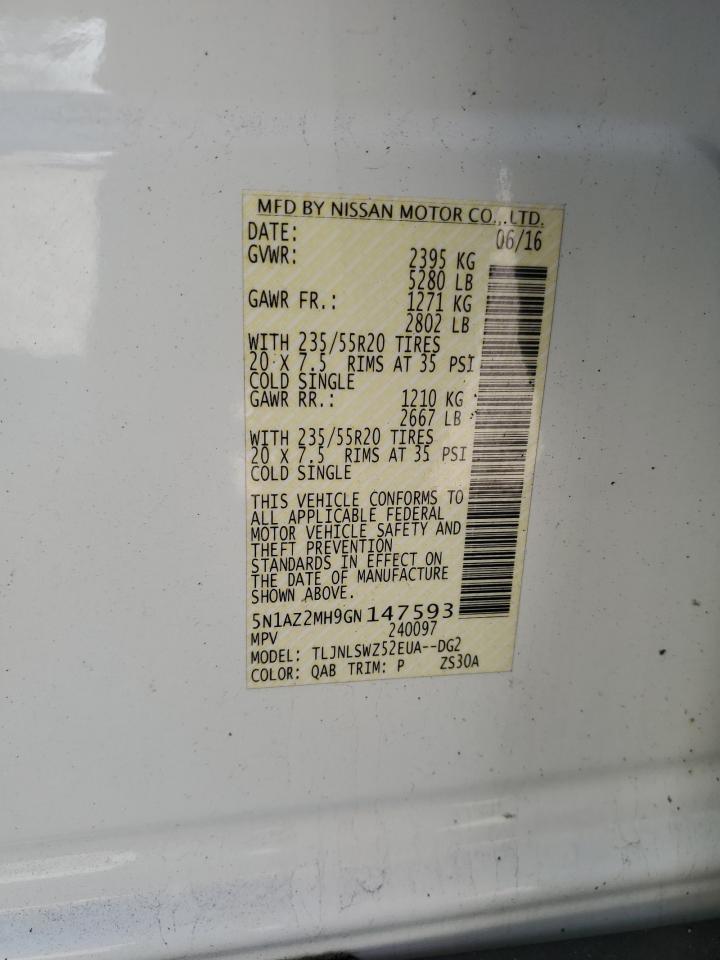 MFD BY NISSAN MOTOR CO.,LTD.
DATE: 06/16
GVWR: 2395 KG
5280 LB
GAWR FR.: 1271 KG
2802 LB
WITH 235/55R20 TIRES
20 X 7.5 RIMS AT 35 PSI
COLD SINGLE
GAWR RR.: 1210 KG
2667 LB
WITH 235/55R20 TIRES
20 X 7.5 RIMS AT 35 PSI
COLD SINGLE
THIS VEHICLE CONFORMS TO
ALL APPLICABLE FEDERAL
MOTOR VEHICLE SAFETY AND
THEFT PREVENTION
STANDARDS IN EFFECT ON
THE DATE OF MANUFACTURE
SHOWN ABOVE.
5N1AZ2MH9GN147593
MPV 240097
MODEL: TLJNLSWZ52EUA--DG2
COLOR: QAB TRIM: P ZS30A